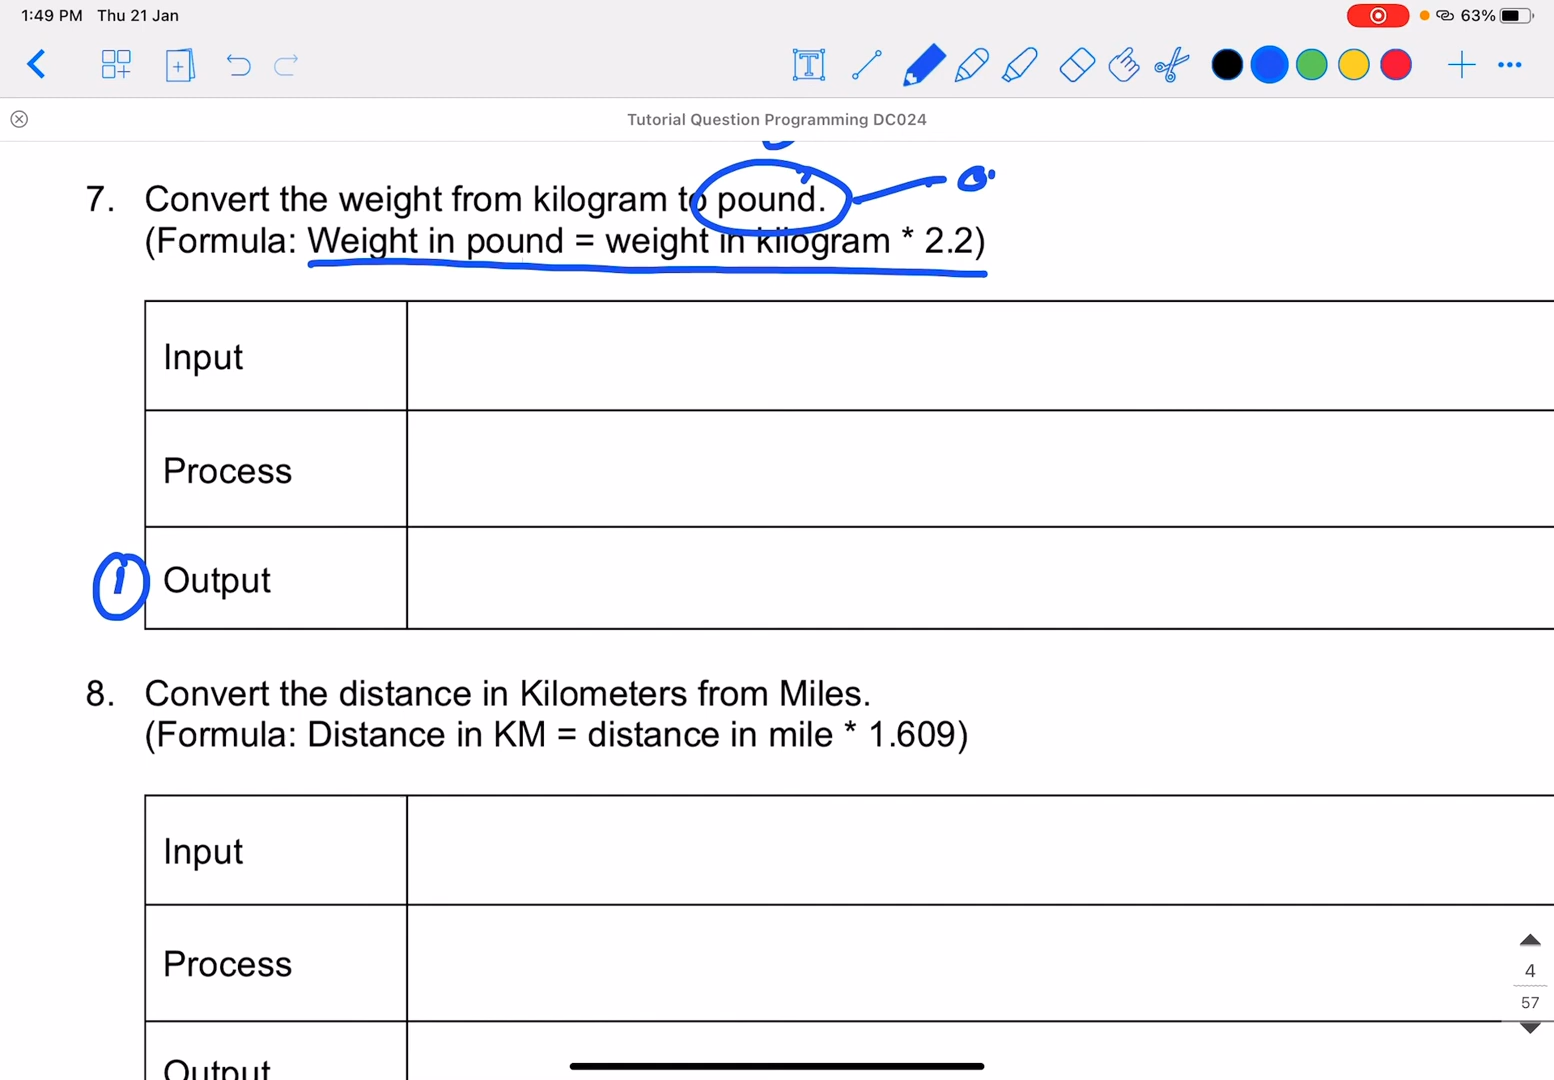 1:49 PM Thu 21 Jan
63%
T
Tutorial Question Programming DC024
7. Convert the weight from kilogram to pound.
(Formula: Weight in pound = weight in kilogram * 2.2)
Input
Process
1 Output
8. Convert the distance in Kilometers from Miles.
(Formula: Distance in KM = distance in mile * 1.609)
Input
Process
Output
4
57